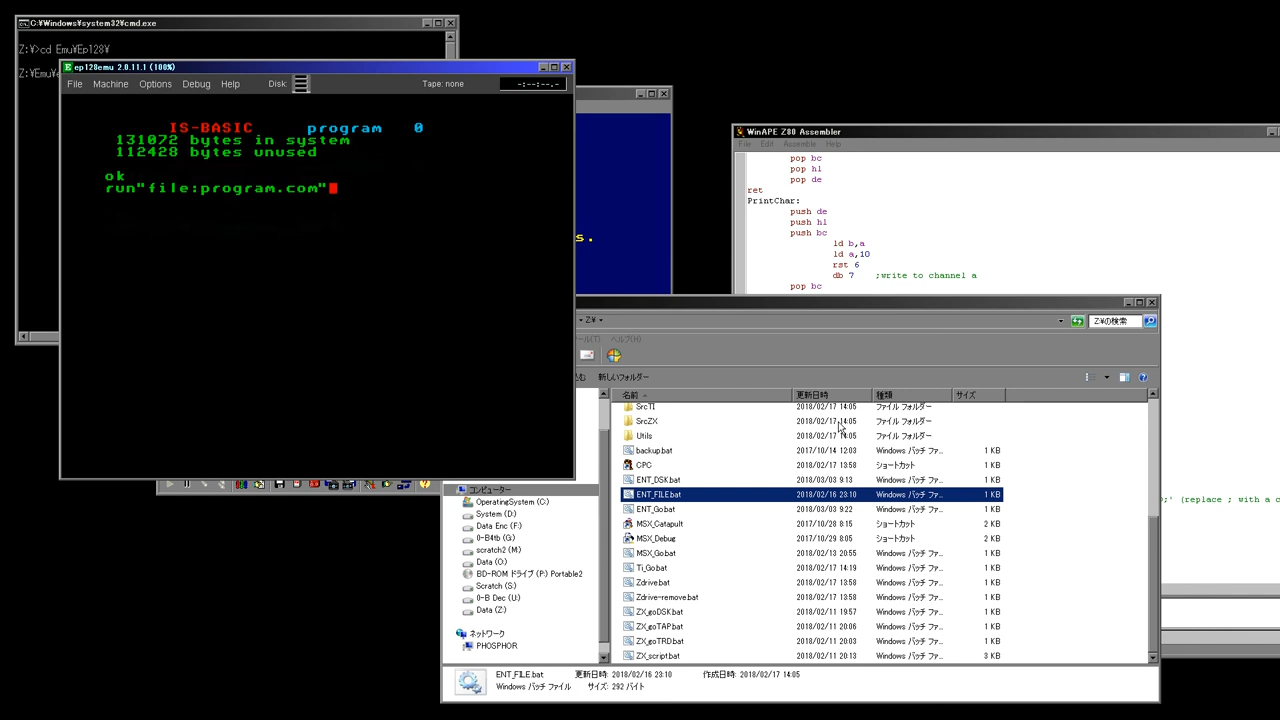 C:¥Windows¥system32¥cmd.exe
Z:¥>cd Emu¥Ep128¥
ep128emu 2.0.11.1 (100%)
File Machine Options Debug Help Disk: Tape: none -:--:--.-
IS-BASIC program 0
131072 bytes in system
112428 bytes unused
ok
run"file:program.com"
s.
WinAPE Z80 Assembler
File Edit Assemble Help
pop bc
pop hl
pop de
ret
PrintChar:
push de
push hl
push bc
ld b,a
ld a,10
rst 6
db 7 ;write to channel a
pop bc
;' (replace ; with a c
Z¥
Z¥の検索
新しいフォルダー
名前 更新日時 種類 サイズ
SrcTI 2018/02/17 14:05 ファイル フォルダー
SrcZX 2018/02/17 14:05 ファイル フォルダー
Utils 2018/02/17 14:05 ファイル フォルダー
backup.bat 2017/10/14 12:03 Windows バッチ ファ... 1 KB
CPC 2018/02/17 13:58 ショートカット 2 KB
ENT_DSK.bat 2018/03/03 9:13 Windows バッチ ファ... 1 KB
ENT_FILE.bat 2018/02/16 23:10 Windows バッチ ファ... 1 KB
ENT_Go.bat 2018/03/03 9:22 Windows バッチ ファ... 1 KB
MSX_Catapult 2017/10/28 8:15 ショートカット 2 KB
MSX_Debug 2017/10/29 8:05 ショートカット 2 KB
MSX_Go.bat 2018/02/13 20:55 Windows バッチ ファ... 1 KB
Ti_Go.bat 2018/02/17 14:19 Windows バッチ ファ... 1 KB
Zdrive.bat 2018/02/17 13:58 Windows バッチ ファ... 1 KB
Zdrive-remove.bat 2018/02/17 13:58 Windows バッチ ファ... 1 KB
ZX_goDSK.bat 2018/02/11 19:57 Windows バッチ ファ... 1 KB
ZX_goTAP.bat 2018/02/11 20:06 Windows バッチ ファ... 1 KB
ZX_goTRD.bat 2018/02/11 20:03 Windows バッチ ファ... 1 KB
ZX_script.bat 2018/02/11 20:13 Windows バッチ ファ... 3 KB
コンピューター
OperatingSystem (C:)
System (D:)
Data Enc (F:)
0-B4tb (G:)
scratch2 (M:)
Data (O:)
BD-ROM ドライブ (P:) Portable2
Scratch (S:)
0-B Dec (U:)
Data (Z:)
ネットワーク
PHOSPHOR
ENT_FILE.bat 更新日時: 2018/02/16 23:10 作成日時: 2018/02/17 14:05
Windows バッチ ファイル サイズ: 292 バイト